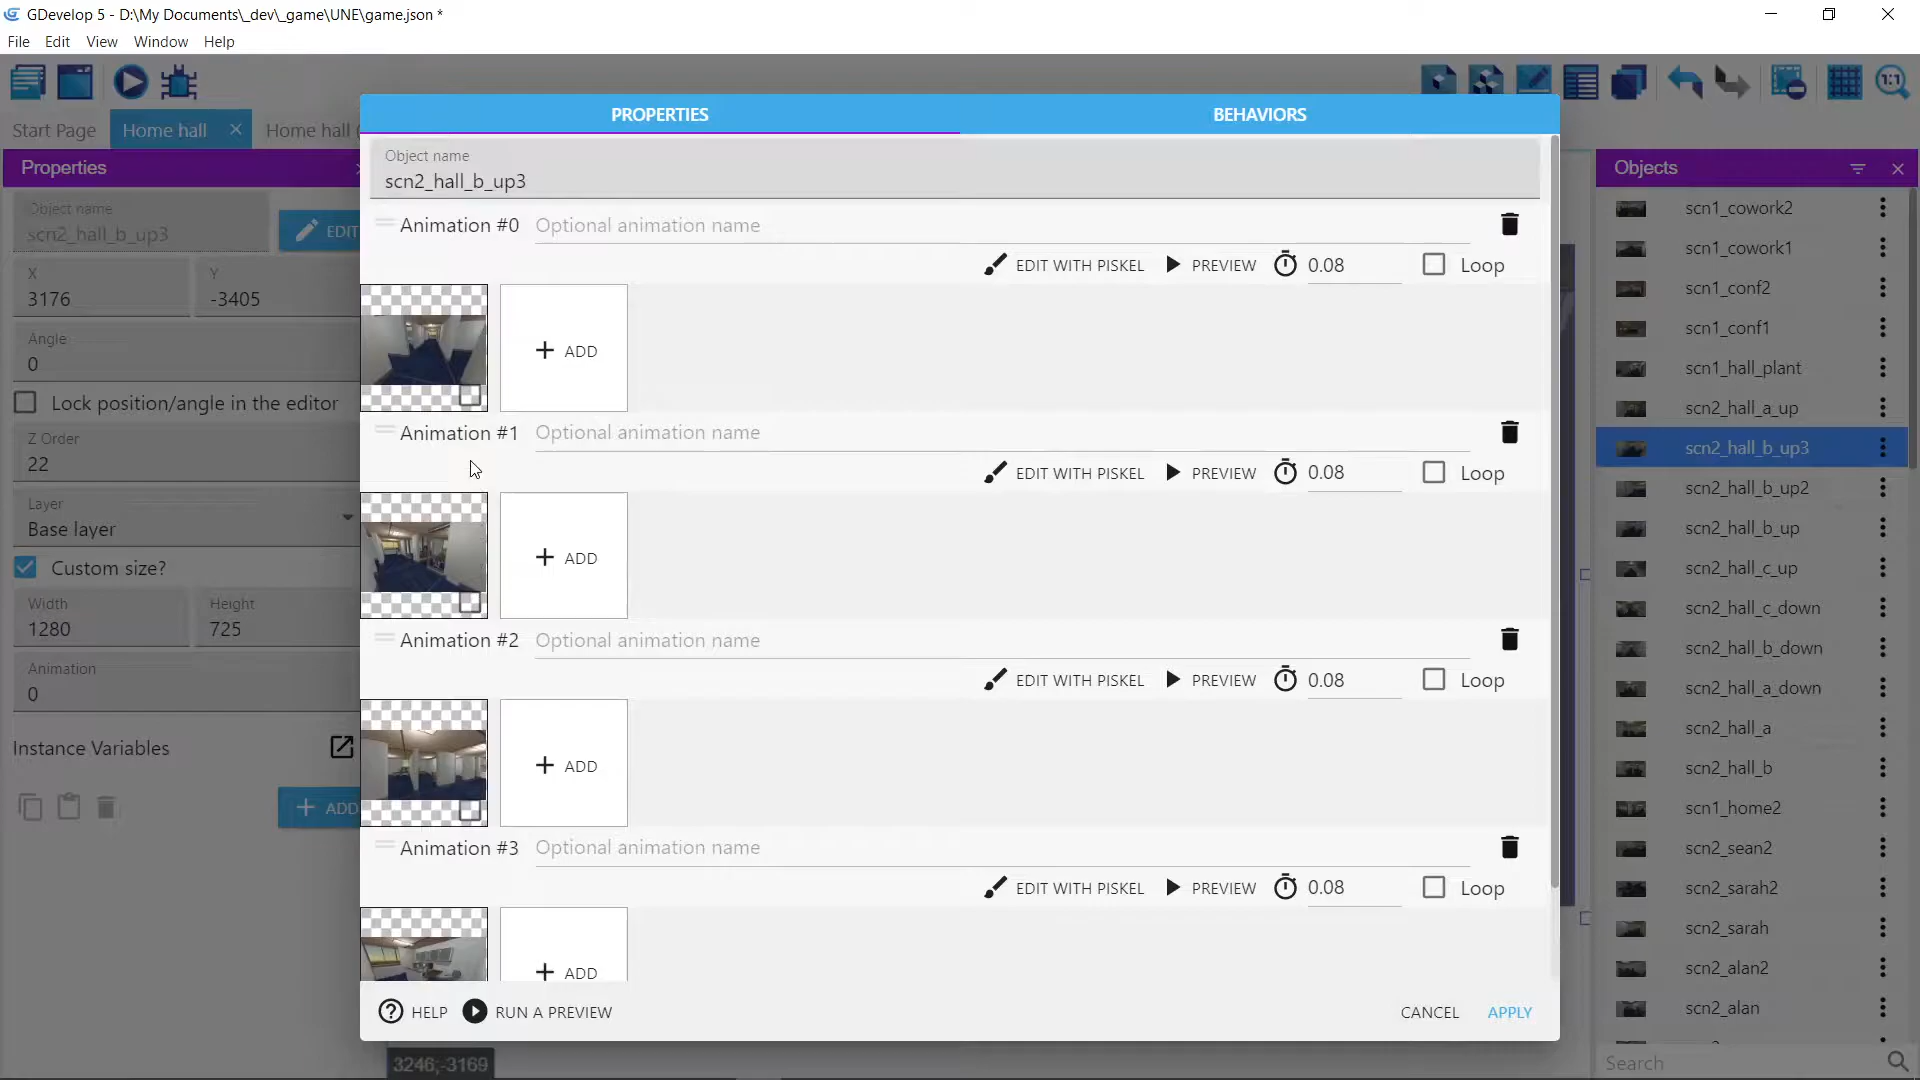 GDevelop 5 - D:\My Documents\_dev\_game\UNE\game.json *
File Edit View Window Help
Start Page
Home hall
Home hall (
Properties
Object name
scn2_hall_b_up3
EDIT
X
3176
Y
-3405
Angle
0
Lock position/angle in the editor
Z Order
22
Layer
Base layer
Custom size?
Width
1280
Height
725
Animation
0
Instance Variables
ADD
PROPERTIES
BEHAVIORS
Object name
scn2_hall_b_up3
Animation #0 Optional animation name
EDIT WITH PISKEL PREVIEW 0.08 Loop
ADD
Animation #1 Optional animation name
EDIT WITH PISKEL PREVIEW 0.08 Loop
ADD
Animation #2 Optional animation name
EDIT WITH PISKEL PREVIEW 0.08 Loop
ADD
Animation #3 Optional animation name
EDIT WITH PISKEL PREVIEW 0.08 Loop
ADD
HELP RUN A PREVIEW CANCEL APPLY
3246;-3169
1:1
Objects
scn1_cowork2
scn1_cowork1
scn1_conf2
scn1_conf1
scn1_hall_plant
scn2_hall_a_up
scn2_hall_b_up3
scn2_hall_b_up2
scn2_hall_b_up
scn2_hall_c_up
scn2_hall_c_down
scn2_hall_b_down
scn2_hall_a_down
scn2_hall_a
scn2_hall_b
scn1_home2
scn2_sean2
scn2_sarah2
scn2_sarah
scn2_alan2
scn2_alan
Search